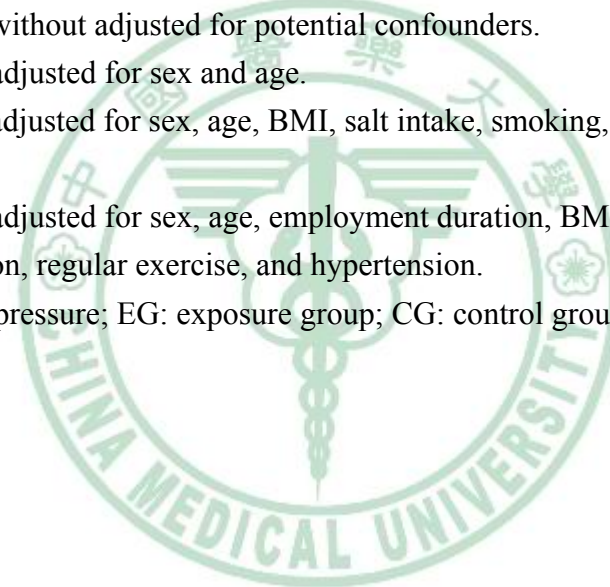 without adjusted for potential confounders.
adjusted for sex and age.
adjusted for sex, age, BMI, salt intake, smoking,
adjusted for sex, age, employment duration, BM
on, regular exercise, and hypertension.
pressure; EG: exposure group; CG: control grou
中國醫藥大學
CHINA MEDICAL UNIVERSITY